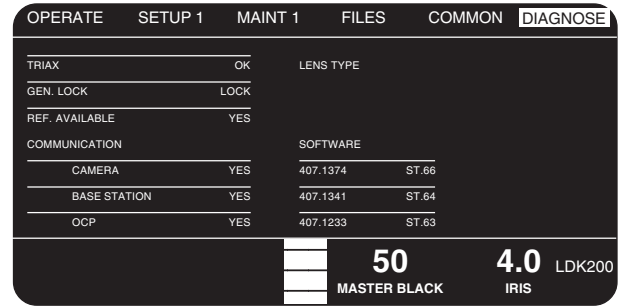 OPERATE SETUP 1 MAINT 1 FILES COMMON DIAGNOSE
TRIAX OK LENS TYPE
GEN. LOCK LOCK
REF. AVAILABLE YES
COMMUNICATION SOFTWARE
CAMERA YES 407.1374 ST.66
BASE STATION YES 407.1341 ST.64
OCP YES 407.1233 ST.63
50 4.0 LDK200
MASTER BLACK IRIS